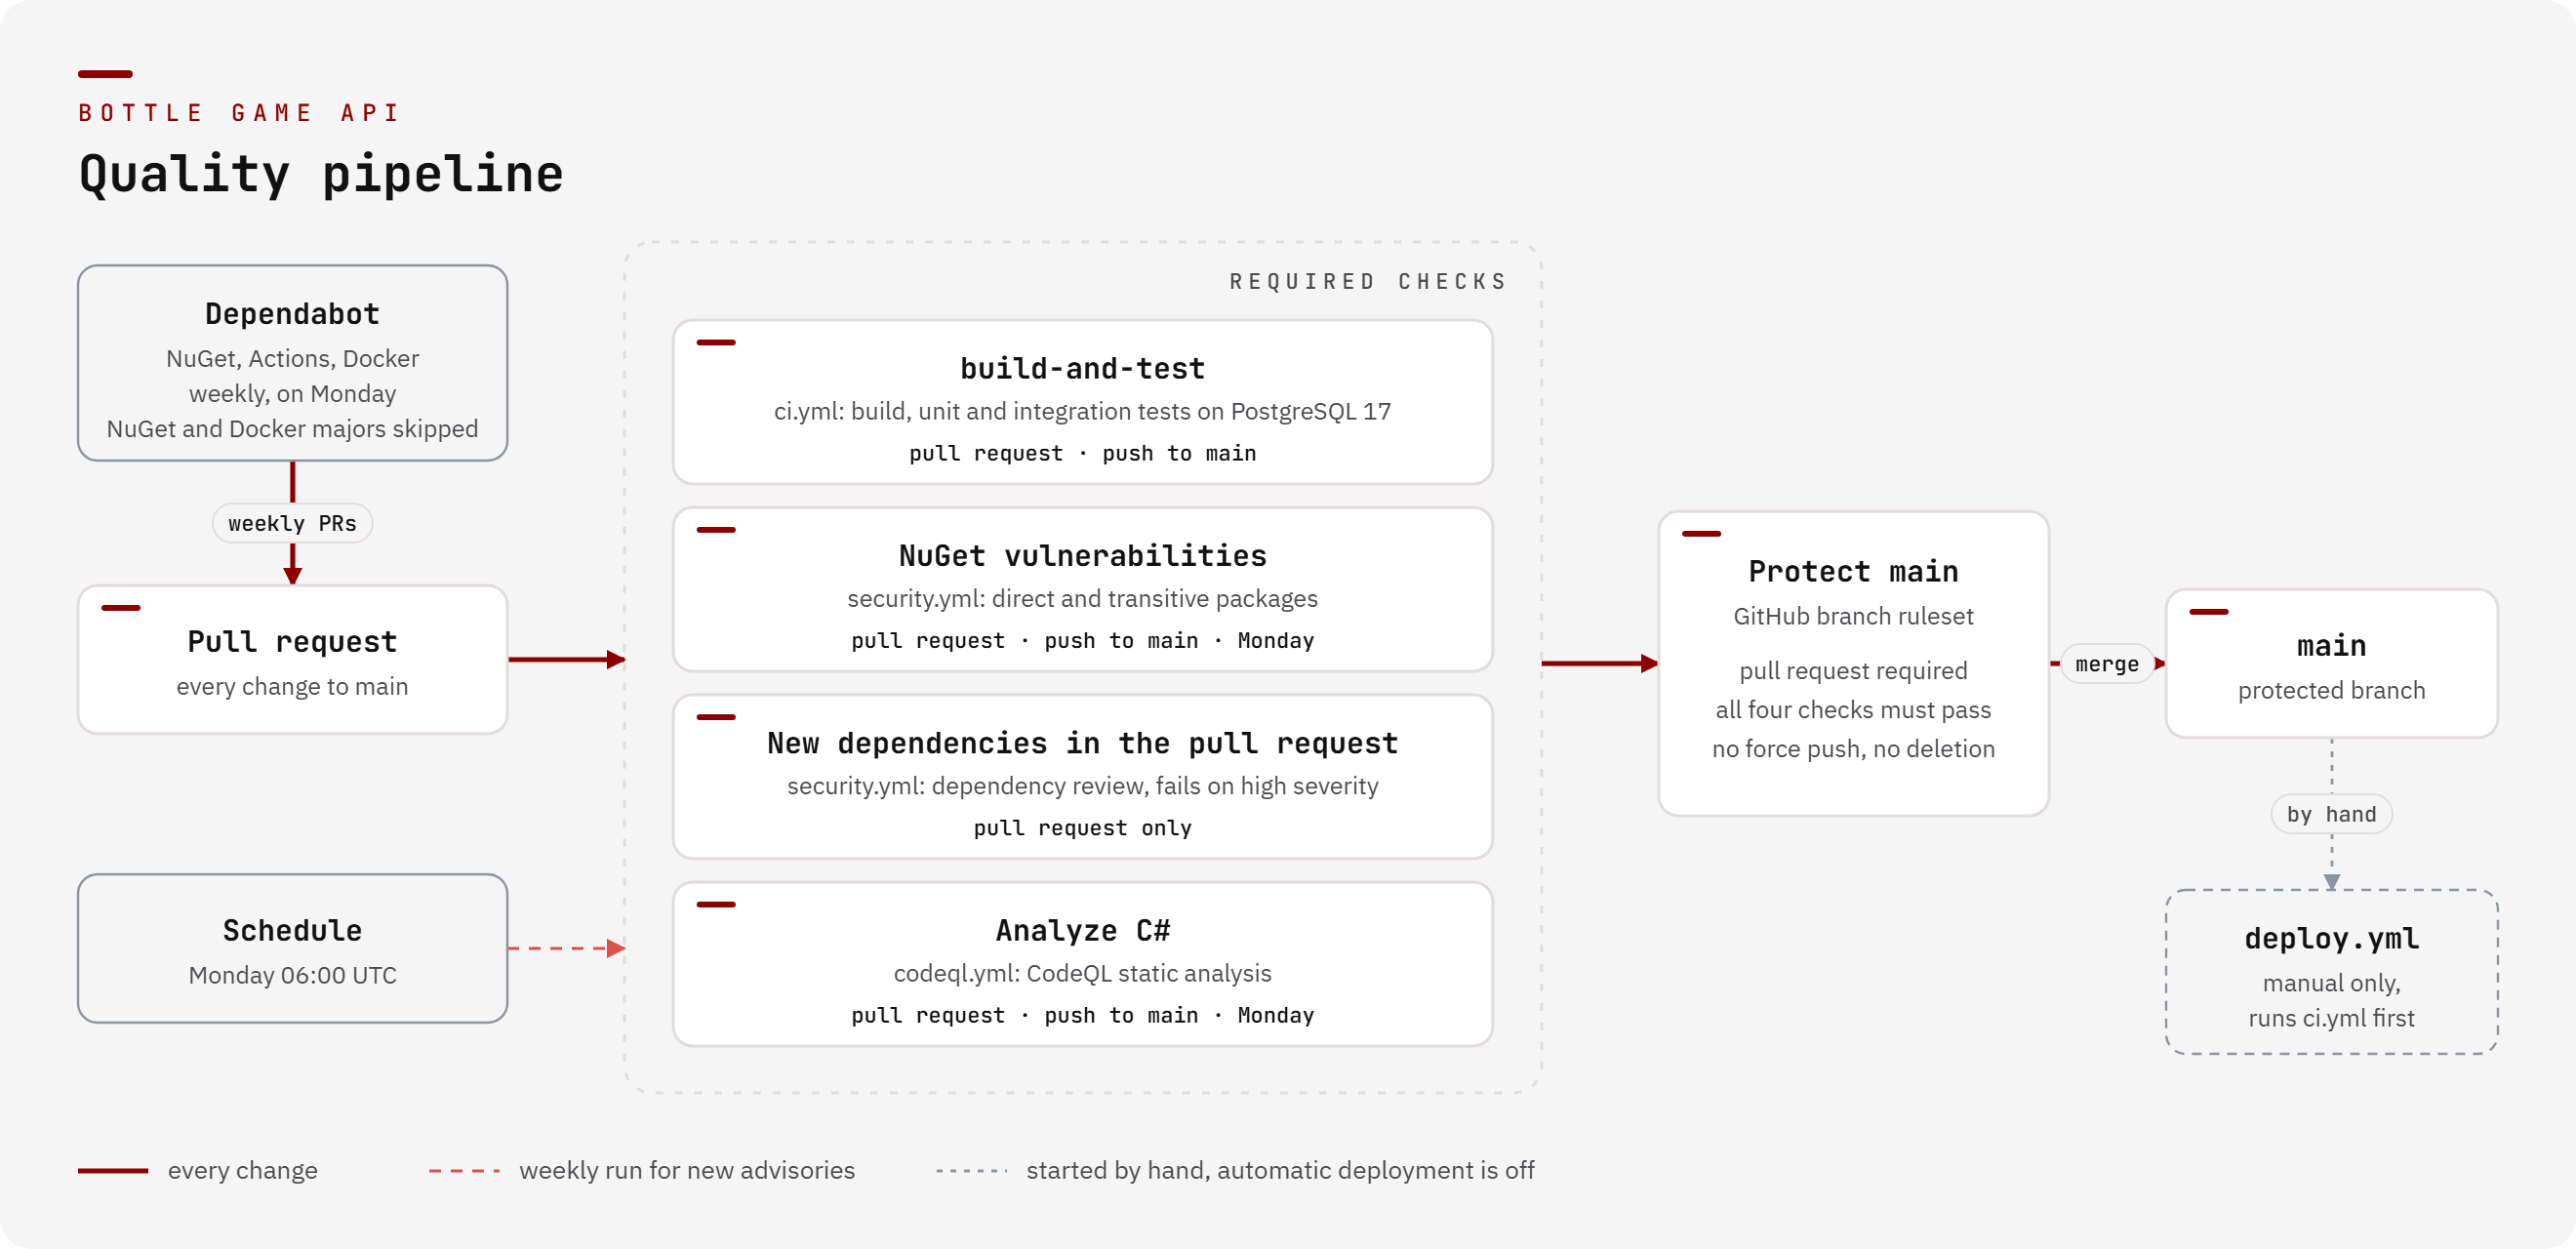 BOTTLE GAME API
Quality pipeline
Dependabot
NuGet, Actions, Docker
weekly, on Monday
NuGet and Docker majors skipped
weekly PRs
Pull request
every change to main
Schedule
Monday 06:00 UTC
REQUIRED CHECKS
build-and-test
ci.yml: build, unit and integration tests on PostgreSQL 17
pull request · push to main
NuGet vulnerabilities
security.yml: direct and transitive packages
pull request · push to main · Monday
New dependencies in the pull request
security.yml: dependency review, fails on high severity
pull request only
Analyze C#
codeql.yml: CodeQL static analysis
pull request · push to main · Monday
Protect main
GitHub branch ruleset
pull request required
all four checks must pass
no force push, no deletion
merge
main
protected branch
by hand
deploy.yml
manual only,
runs ci.yml first
every change
weekly run for new advisories
started by hand, automatic deployment is off